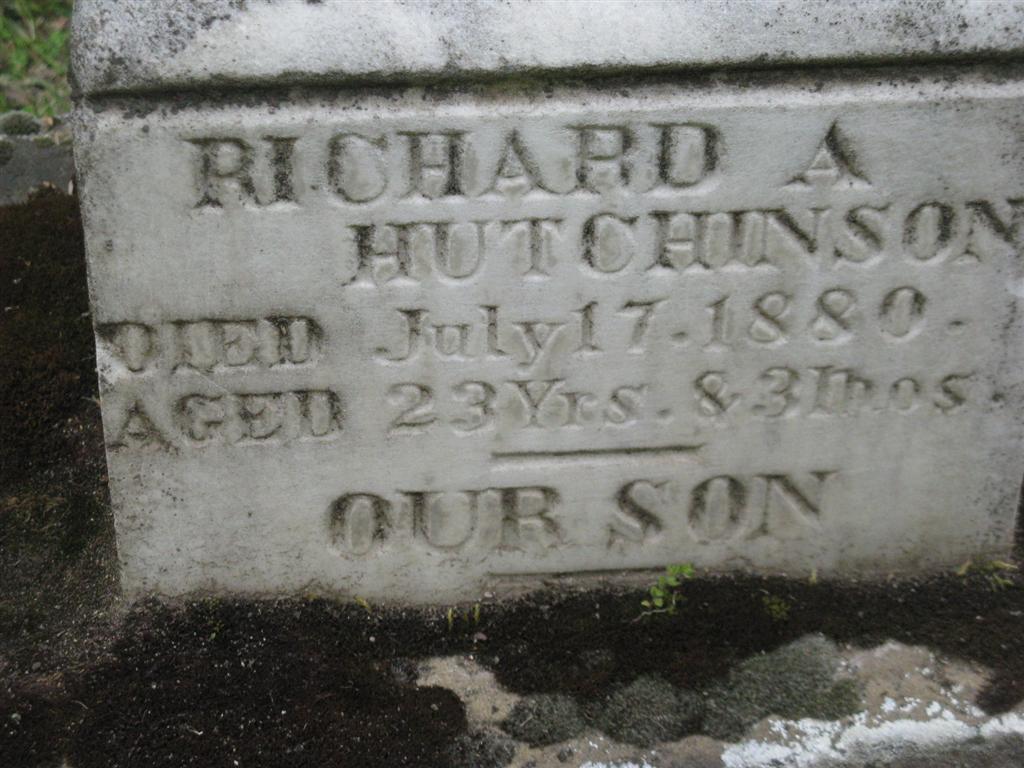 RICHARD A
HUTCHINSON
DIED July 17. 1880.
AGED 23 Yrs. & 3 Mos.
OUR SON